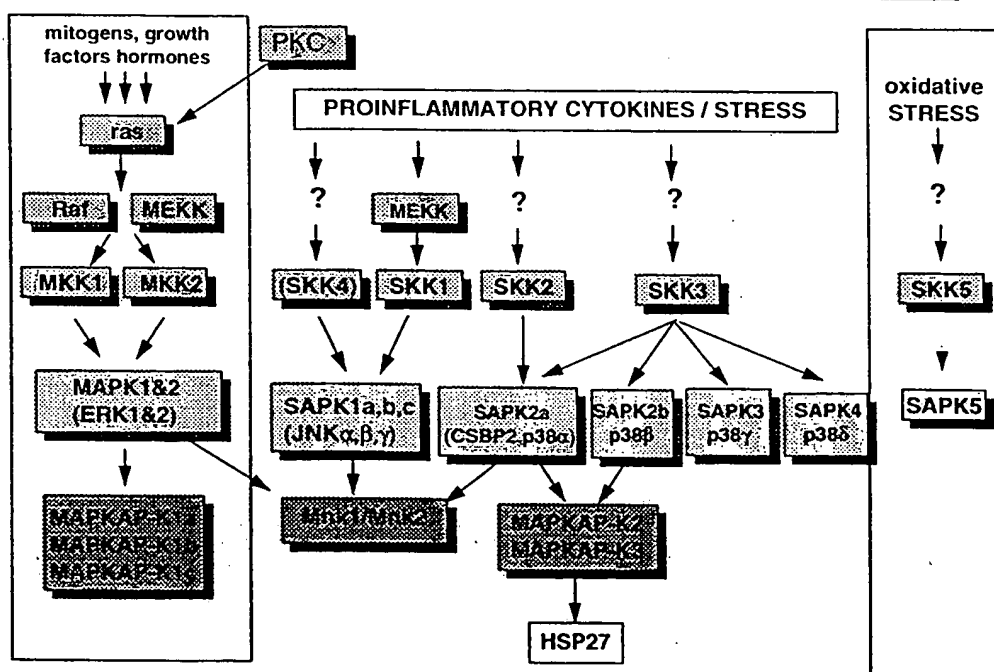 mitogens, growth
factors hormones
PKC
PROINFLAMMATORY CYTOKINES / STRESS
oxidative
STRESS
ras
?
?
?
?
Raf
MEKK
MEKK
MKK1
MKK2
(SKK4)
SKK1
SKK2
SKK3
SKK5
MAPK1&2
(ERK1&2)
SAPK1a,b,c
(JNKα,β,γ)
SAPK2a
(CSBP2,p38α)
SAPK2b
p38β
SAPK3
p38γ
SAPK4
p38δ
SAPK5
MAPKAP-K1a
MAPKAP-K1b
MAPKAP-K1c
Mnk1/Mnk2
MAPKAP-K2
MAPKAP-K3
HSP27